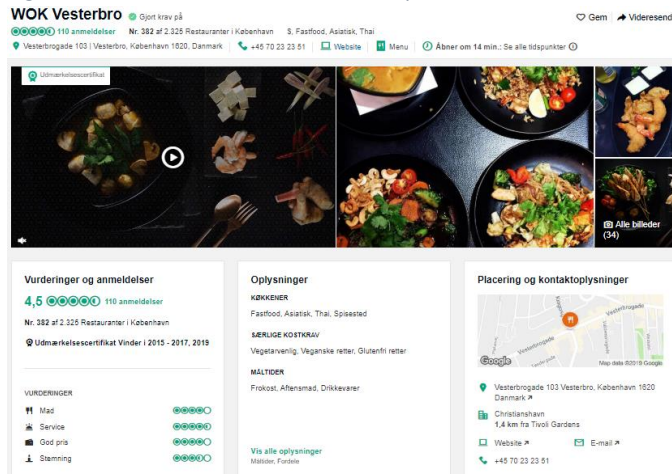 WOK Vesterbro Gjort krav på
Gem Videresend
110 anmeldelser Nr. 382 af 2.325 Restauranter i København $, Fastfood, Asiatisk, Thai
Vesterbrogade 103 | Vesterbro, København 1620, Danmark +45 70 23 23 51 Website Menu Åbner om 14 min.: Se alle tidspunkter
Udmærkelsescertifikat
Alle billeder
(34)
Vurderinger og anmeldelser
4,5 110 anmeldelser
Nr. 382 af 2.325 Restauranter i København
Udmærkelsescertifikat Vinder i 2015 - 2017, 2019
VURDERINGER
Mad
Service
God pris
Stemning
Oplysninger
KØKKENER
Fastfood, Asiatisk, Thai, Spisested
SÆRLIGE KOSTKRAV
Vegetarvenlig, Veganske retter, Glutenfri retter
MÅLTIDER
Frokost, Aftensmad, Drikkevarer
Vis alle oplysninger
Måltider, Fordele
Placering og kontaktoplysninger
Vesterbrogade
Vesterbrogade
Google
Map data ©2019 Google
Vesterbrogade 103 Vesterbro, København 1620
Danmark
Christianshavn
1,4 km fra Tivoli Gardens
Website E-mail
+45 70 23 23 51